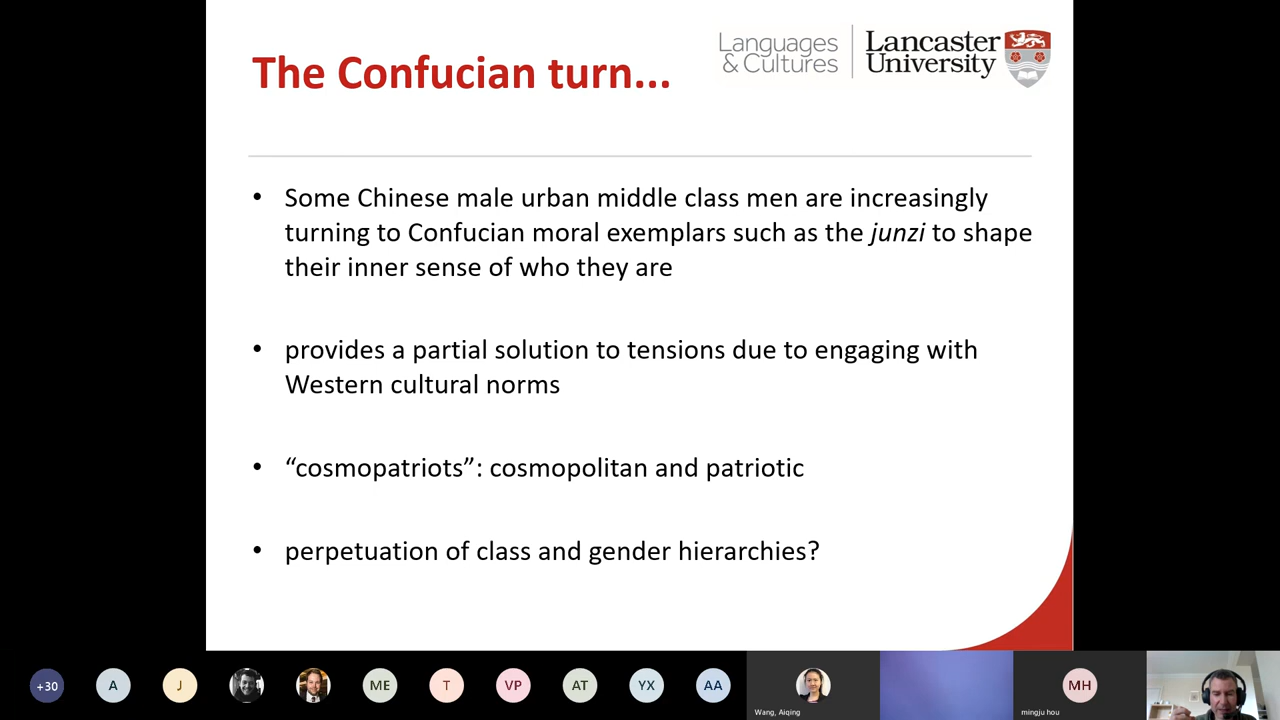 The Confucian turn...
Languages
& Cultures
Lancaster
University
• Some Chinese male urban middle class men are increasingly
turning to Confucian moral exemplars such as the junzi to shape
their inner sense of who they are
• provides a partial solution to tensions due to engaging with
Western cultural norms
• “cosmopatriots”: cosmopolitan and patriotic
• perpetuation of class and gender hierarchies?
+30
A
J
ME
T
VP
AT
YX
AA
Wang, Aiqing
MH
mingju hou